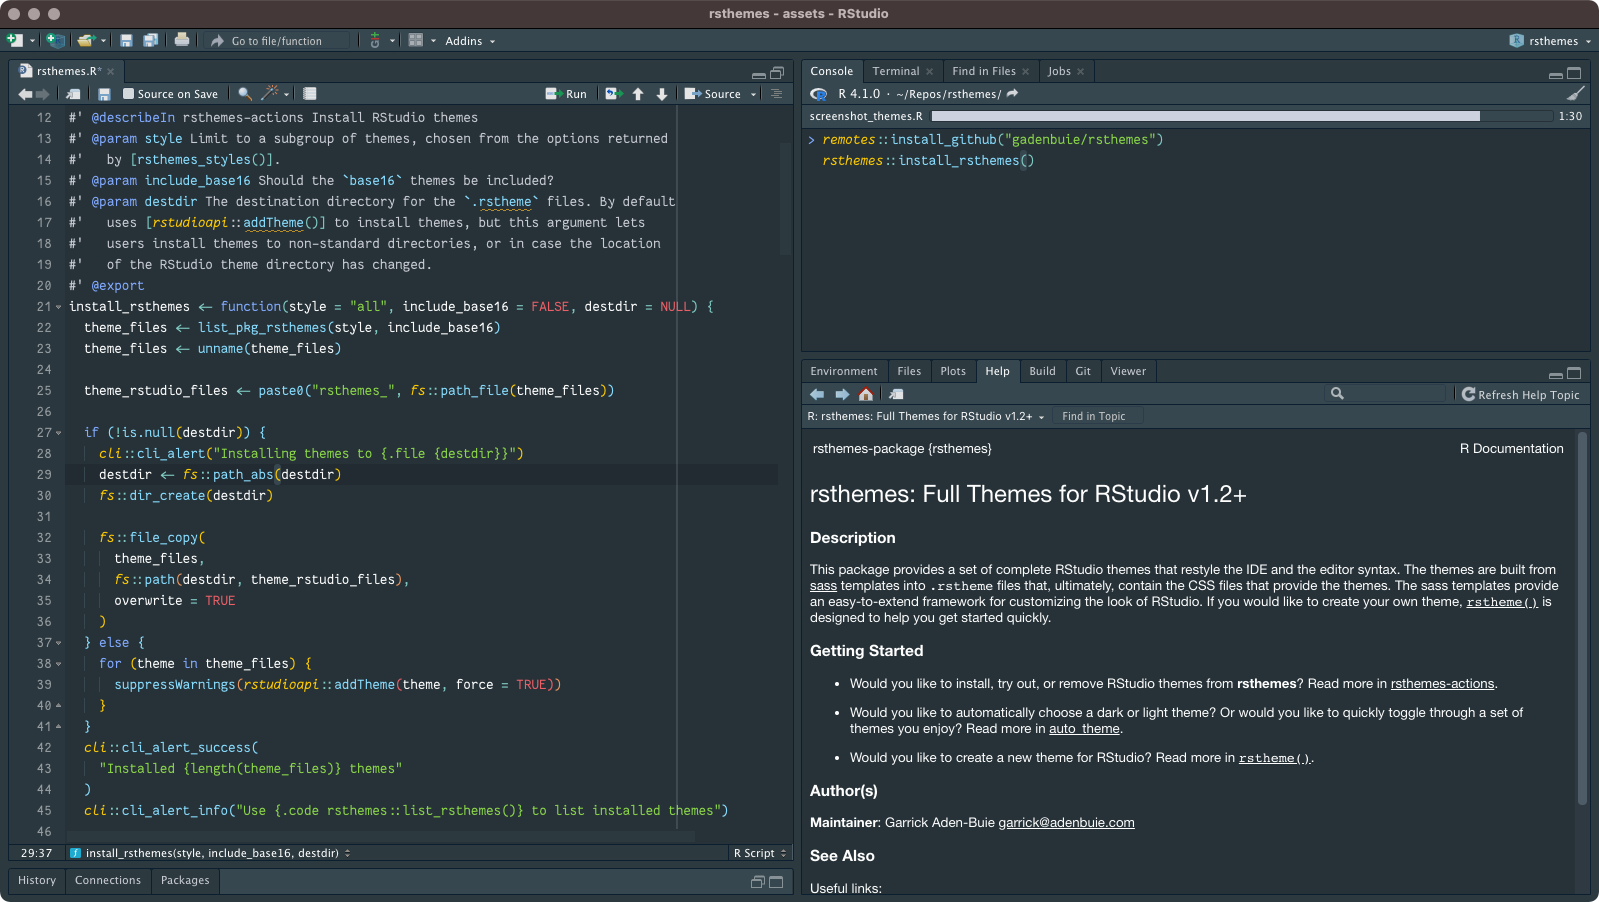 rsthemes - assets - RStudio
Go to file/function
Addins
rsthemes
rsthemes.R*
Source on Save
Run
Source
12 #' @describeIn rsthemes-actions Install RStudio themes
13 #' @param style Limit to a subgroup of themes, chosen from the options returned
14 #'   by [rsthemes_styles()].
15 #' @param include_base16 Should the `base16` themes be included?
16 #' @param destdir The destination directory for the `.rstheme` files. By default
17 #'   uses [rstudioapi::addTheme()] to install themes, but this argument lets
18 #'   users install themes to non-standard directories, or in case the location
19 #'   of the RStudio theme directory has changed.
20 #' @export
21 install_rsthemes <- function(style = "all", include_base16 = FALSE, destdir = NULL) {
22   theme_files <- list_pkg_rsthemes(style, include_base16)
23   theme_files <- unname(theme_files)
24
25   theme_rstudio_files <- paste0("rsthemes_", fs::path_file(theme_files))
26
27   if (!is.null(destdir)) {
28     cli::cli_alert("Installing themes to {.file {destdir}}")
29     destdir <- fs::path_abs(destdir)
30     fs::dir_create(destdir)
31
32     fs::file_copy(
33       theme_files,
34       fs::path(destdir, theme_rstudio_files),
35       overwrite = TRUE
36     )
37   } else {
38     for (theme in theme_files) {
39       suppressWarnings(rstudioapi::addTheme(theme, force = TRUE))
40     }
41   }
42   cli::cli_alert_success(
43     "Installed {length(theme_files)} themes"
44   )
45   cli::cli_alert_info("Use {.code rsthemes::list_rsthemes()} to list installed themes")
46
29:37 install_rsthemes(style, include_base16, destdir) R Script
History Connections Packages
Console Terminal Find in Files Jobs
R 4.1.0 · ~/Repos/rsthemes/
screenshot_themes.R 1:30
> remotes::install_github("gadenbuie/rsthemes")
rsthemes::install_rsthemes()
Environment Files Plots Help Build Git Viewer
Refresh Help Topic
R: rsthemes: Full Themes for RStudio v1.2+ Find in Topic
rsthemes-package {rsthemes} R Documentation
rsthemes: Full Themes for RStudio v1.2+
Description
This package provides a set of complete RStudio themes that restyle the IDE and the editor syntax. The themes are built from
sass templates into .rstheme files that, ultimately, contain the CSS files that provide the themes. The sass templates provide
an easy-to-extend framework for customizing the look of RStudio. If you would like to create your own theme, rstheme() is
designed to help you get started quickly.
Getting Started
• Would you like to install, try out, or remove RStudio themes from rsthemes? Read more in rsthemes-actions.
• Would you like to automatically choose a dark or light theme? Or would you like to quickly toggle through a set of
themes you enjoy? Read more in auto_theme.
• Would you like to create a new theme for RStudio? Read more in rstheme().
Author(s)
Maintainer: Garrick Aden-Buie garrick@adenbuie.com
See Also
Useful links: